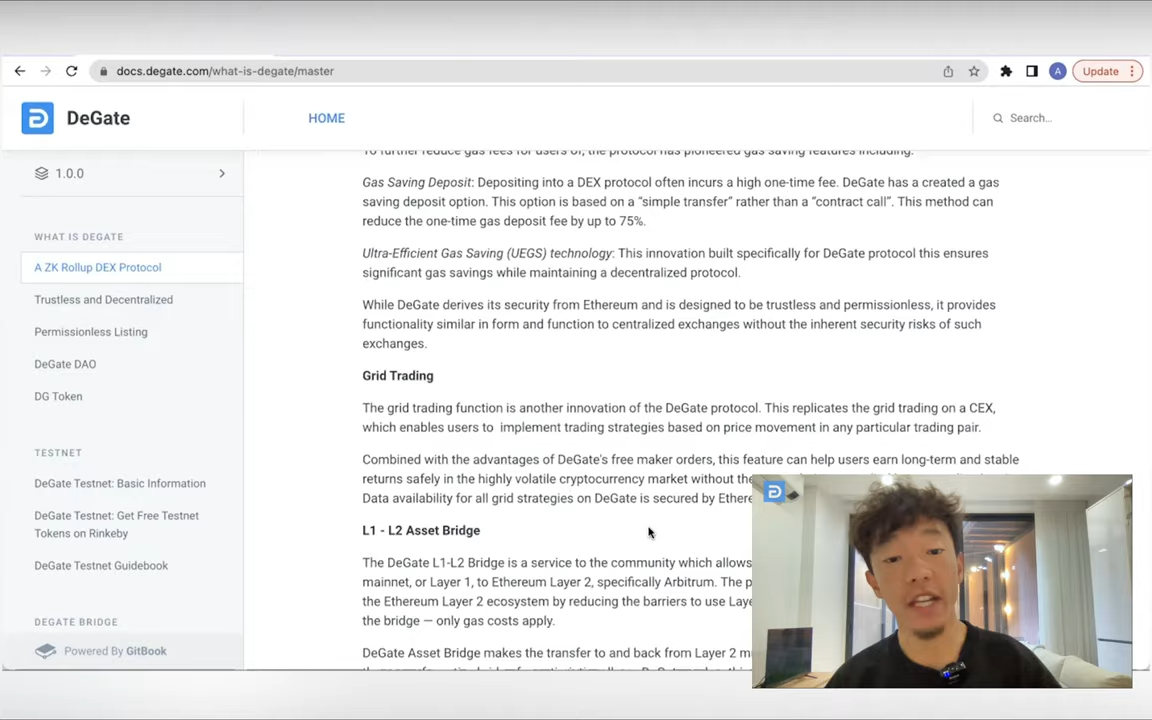 docs.degate.com/what-is-degate/master
A
Update
DeGate
HOME
Search...
1.0.0
WHAT IS DEGATE
A ZK Rollup DEX Protocol
Trustless and Decentralized
Permissionless Listing
DeGate DAO
DG Token
TESTNET
DeGate Testnet: Basic Information
DeGate Testnet: Get Free Testnet
Tokens on Rinkeby
DeGate Testnet Guidebook
DEGATE BRIDGE
Powered By GitBook
To further reduce gas fees for users of, the protocol has pioneered gas saving features including:
Gas Saving Deposit: Depositing into a DEX protocol often incurs a high one-time fee. DeGate has a created a gas
saving deposit option. This option is based on a “simple transfer” rather than a “contract call”. This method can
reduce the one-time gas deposit fee by up to 75%.
Ultra-Efficient Gas Saving (UEGS) technology: This innovation built specifically for DeGate protocol this ensures
significant gas savings while maintaining a decentralized protocol.
While DeGate derives its security from Ethereum and is designed to be trustless and permissionless, it provides
functionality similar in form and function to centralized exchanges without the inherent security risks of such
exchanges.
Grid Trading
The grid trading function is another innovation of the DeGate protocol. This replicates the grid trading on a CEX,
which enables users to implement trading strategies based on price movement in any particular trading pair.
Combined with the advantages of DeGate's free maker orders, this feature can help users earn long-term and stable
returns safely in the highly volatile cryptocurrency market without the
Data availability for all grid strategies on DeGate is secured by Ethere
L1 - L2 Asset Bridge
The DeGate L1-L2 Bridge is a service to the community which allows
mainnet, or Layer 1, to Ethereum Layer 2, specifically Arbitrum. The p
the Ethereum Layer 2 ecosystem by reducing the barriers to use Laye
the bridge — only gas costs apply.
DeGate Asset Bridge makes the transfer to and back from Layer 2 m